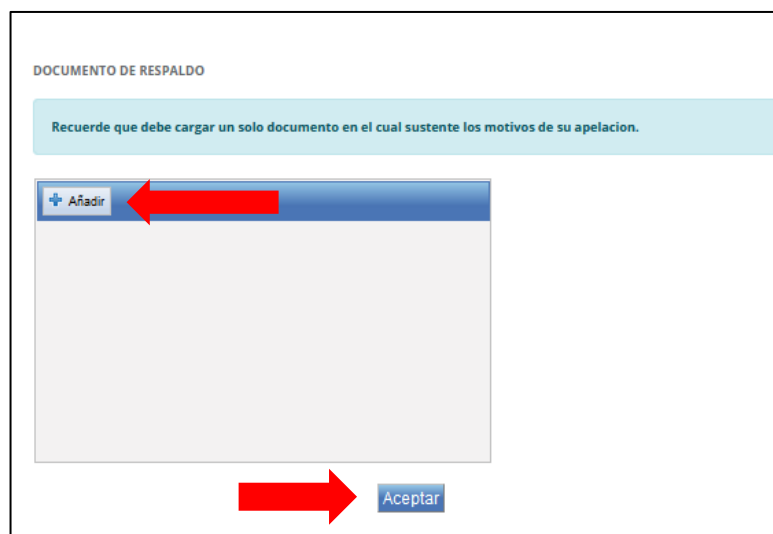 DOCUMENTO DE RESPALDO
Recuerde que debe cargar un solo documento en el cual sustente los motivos de su apelacion.
Añadir
Aceptar